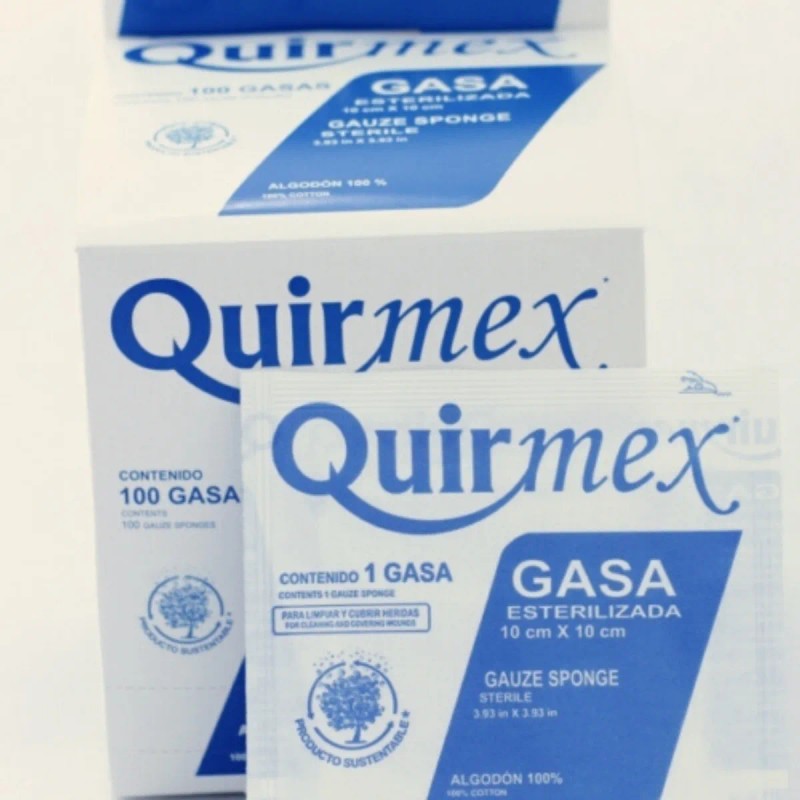 Quirmex
100 GASAS
GASA
ESTERILIZADA
10 cm X 10 cm
GAUZE SPONGE
STERILE
3.93 in X 3.93 in
ALGODÓN 100 %
100% COTTON
Quirmex
CONTENIDO
100 GASA
CONTENTS
100 GAUZE SPONGES
PRODUCTO SUSTENTABLE
Quirmex
CONTENIDO 1 GASA
CONTENTS 1 GAUZE SPONGE
PARA LIMPIAR Y CUBRIR HERIDAS
FOR CLEANING AND COVERING WOUNDS
GASA
ESTERILIZADA
10 cm X 10 cm
GAUZE SPONGE
STERILE
3.93 in X 3.93 in
PRODUCTO SUSTENTABLE
ALGODÓN 100%
100% COTTON